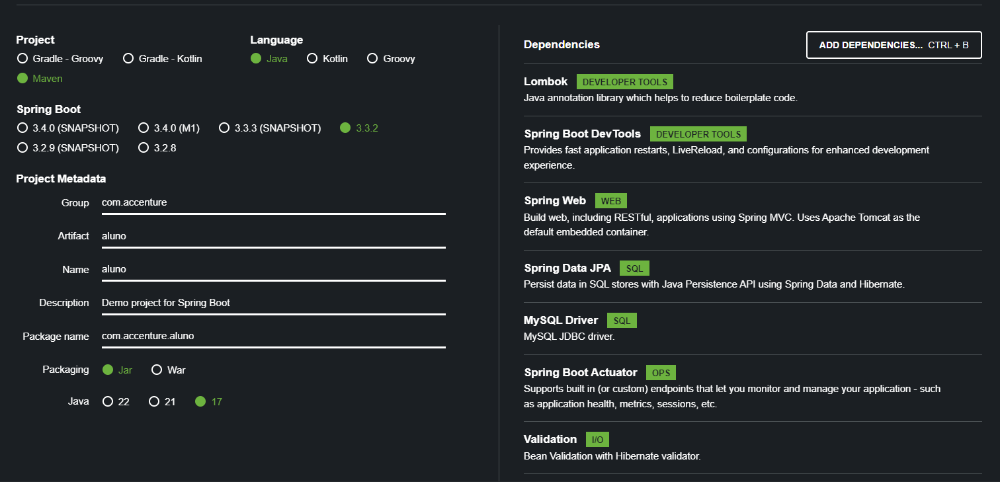 Project
Gradle - Groovy Gradle - Kotlin
Maven
Language
Java Kotlin Groovy
Spring Boot
3.4.0 (SNAPSHOT) 3.4.0 (M1) 3.3.3 (SNAPSHOT) 3.3.2
3.2.9 (SNAPSHOT) 3.2.8
Project Metadata
Group com.accenture
Artifact aluno
Name aluno
Description Demo project for Spring Boot
Package name com.accenture.aluno
Packaging Jar War
Java 22 21 17
Dependencies
ADD DEPENDENCIES... CTRL + B
Lombok DEVELOPER TOOLS
Java annotation library which helps to reduce boilerplate code.
Spring Boot DevTools DEVELOPER TOOLS
Provides fast application restarts, LiveReload, and configurations for enhanced development
experience.
Spring Web WEB
Build web, including RESTful, applications using Spring MVC. Uses Apache Tomcat as the
default embedded container.
Spring Data JPA SQL
Persist data in SQL stores with Java Persistence API using Spring Data and Hibernate.
MySQL Driver SQL
MySQL JDBC driver.
Spring Boot Actuator OPS
Supports built in (or custom) endpoints that let you monitor and manage your application - such
as application health, metrics, sessions, etc.
Validation I/O
Bean Validation with Hibernate validator.